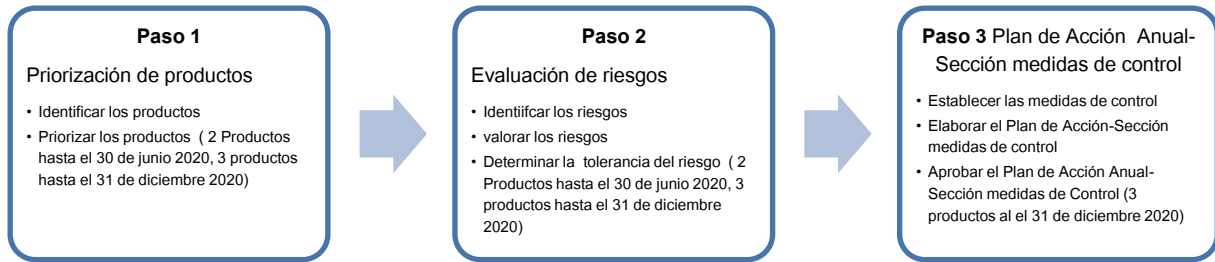 Paso 1
Priorización de productos
• Identificar los productos
• Priorizar los productos ( 2 Productos
hasta el 30 de junio 2020, 3 productos
hasta el 31 de diciembre 2020)
Paso 2
Evaluación de riesgos
• Identiifcar los riesgos
• valorar los riesgos
• Determinar la tolerancia del riesgo ( 2
Productos hasta el 30 de junio 2020, 3
productos hasta el 31 de diciembre
2020)
Paso 3 Plan de Acción Anual-
Sección medidas de control
• Establecer las medidas de control
• Elaborar el Plan de Acción-Sección
medidas de control
• Aprobar el Plan de Acción Anual-
Sección medidas de Control (3
productos al el 31 de diciembre 2020)